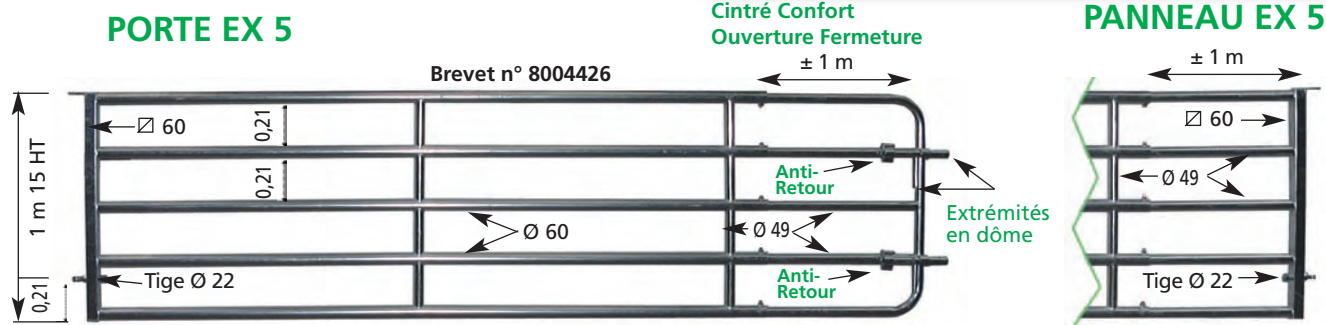 PORTE EX 5
Cintré Confort
Ouverture Fermeture
± 1 m
PANNEAU EX 5
± 1 m
Brevet n° 8004426
1 m 15 HT
0,21
60
0,21
0,21
Anti-
Retour
Extrémités
en dôme
Ø 60
Ø 49
Tige Ø 22
Anti-
Retour
60
Ø 49
Tige Ø 22